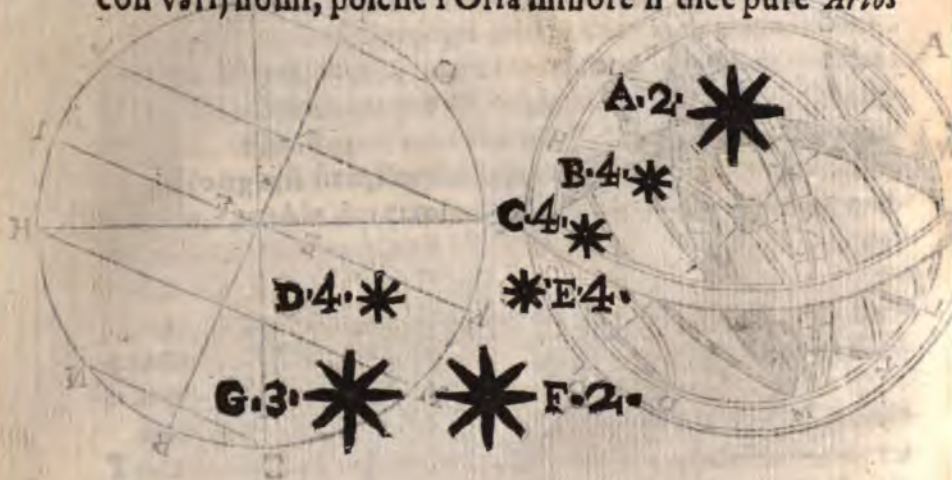 con varij nomi, poiche l'Orsa minore si dice pure Arctos
A·2·
B·4·
C·4·
D·4· E·4·
G·3· F·2·